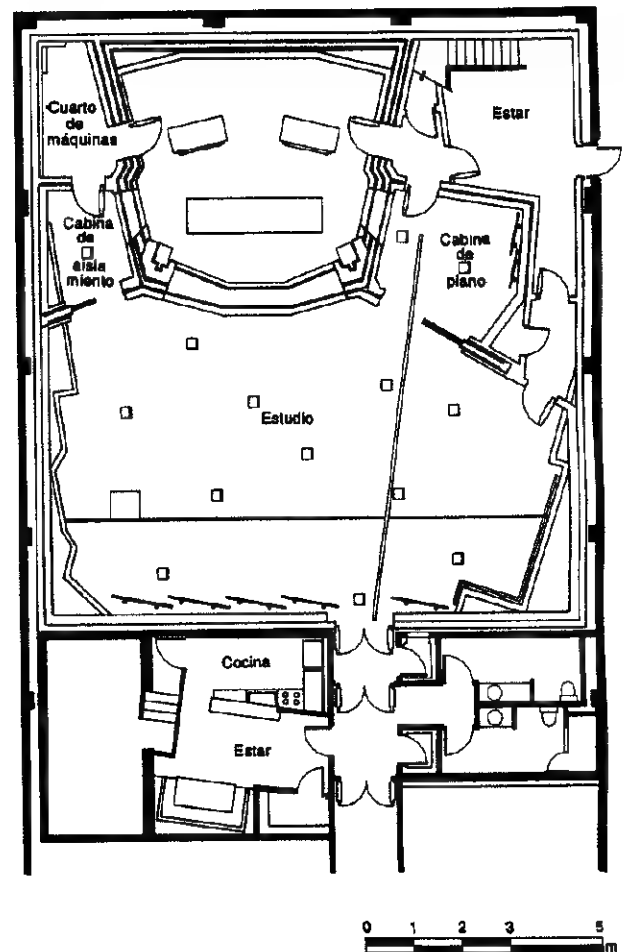 Cuarto
de
máquinas
Estar
Cabina
de
aisla
miento
Cabina
de
piano
Estudio
Cocina
Estar
0 1 2 3 5
m